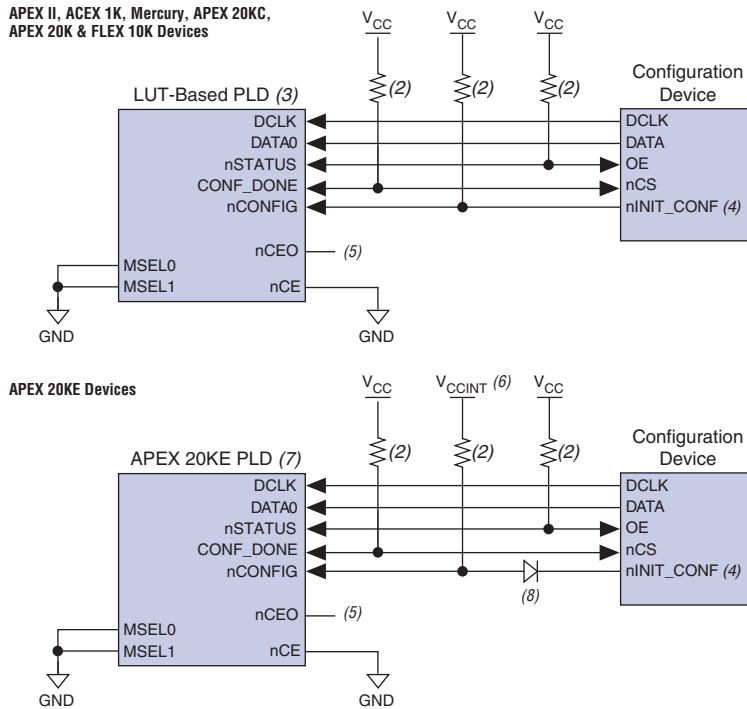 APEX II, ACEX 1K, Mercury, APEX 20KC,
APEX 20K & FLEX 10K Devices
VCC VCC VCC
(2) (2) (2)
LUT-Based PLD (3)
Configuration
Device
DCLK DCLK
DATA0 DATA
nSTATUS OE
CONF_DONE nCS
nCONFIG nINIT_CONF (4)
nCEO (5)
MSEL0
MSEL1 nCE
GND GND
APEX 20KE Devices
VCC VCCINT (6) VCC
(2) (2) (2)
APEX 20KE PLD (7)
Configuration
Device
DCLK DCLK
DATA0 DATA
nSTATUS OE
CONF_DONE nCS
nCONFIG nINIT_CONF (4)
(8)
nCEO (5)
MSEL0
MSEL1 nCE
GND GND